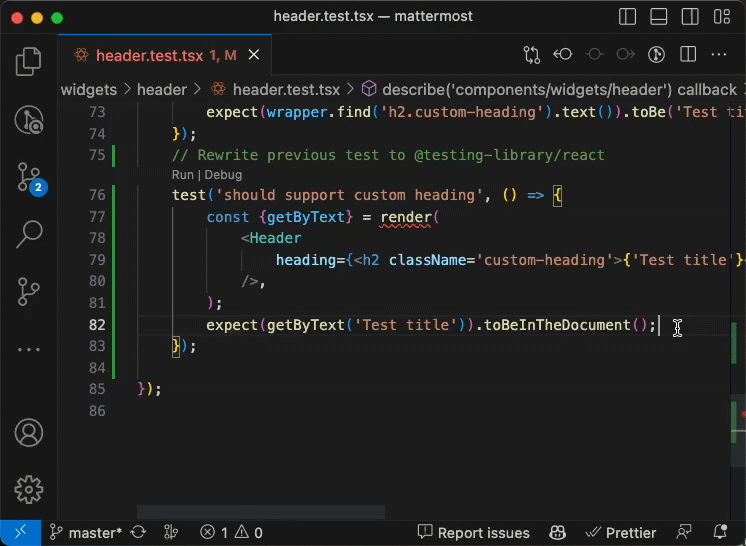 header.test.tsx — mattermost
header.test.tsx 1, M
widgets > header > header.test.tsx > describe('components/widgets/header') callback
73 expect(wrapper.find('h2.custom-heading').text()).toBe('Test ti
74 });
75 // Rewrite previous test to @testing-library/react
Run | Debug
76 test('should support custom heading', () => {
77 const {getByText} = render(
78 <Header
79 heading={<h2 className='custom-heading'>{'Test title'}
80 />,
81 );
82 expect(getByText('Test title')).toBeInTheDocument();
83 });
84
85 });
86
2
master* 1 0 Report issues Prettier